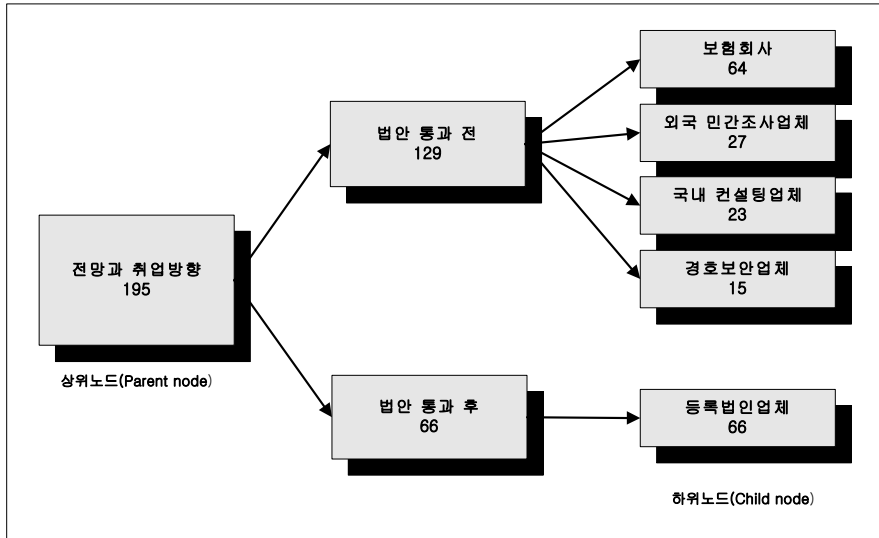 전망과 취업방향
195
상위노드(Parent node)
법안 통과 전
129
법안 통과 후
66
보험회사
64
외국 민간조사업체
27
국내 컨설팅업체
23
경호보안업체
15
등록법인업체
66
하위노드(Child node)